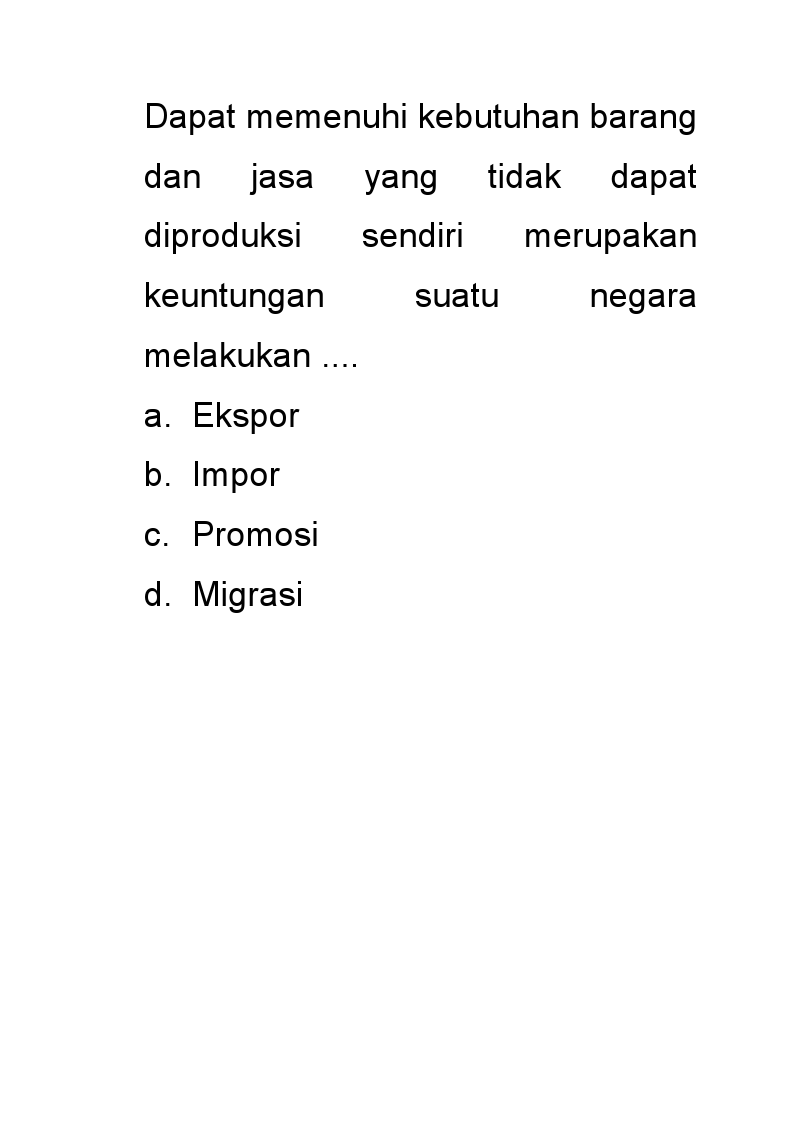 Dapat memenuhi kebutuhan barang
dan jasa yang tidak dapat
diproduksi sendiri merupakan
keuntungan suatu negara
melakukan ....
a. Ekspor
b. Impor
c. Promosi
d. Migrasi